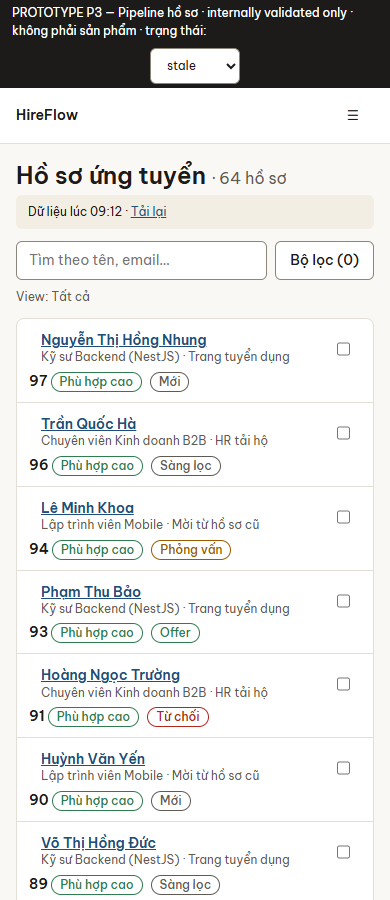 PROTOTYPE P3 — Pipeline hồ sơ · internally validated only ·
không phải sản phẩm · trạng thái:
stale
HireFlow
☰
Hồ sơ ứng tuyển · 64 hồ sơ
Dữ liệu lúc 09:12 · Tải lại
Tìm theo tên, email...
Bộ lọc (0)
View: Tất cả
Nguyễn Thị Hồng Nhung
Kỹ sư Backend (NestJS) · Trang tuyển dụng
97 Phù hợp cao Mới
Trần Quốc Hà
Chuyên viên Kinh doanh B2B · HR tải hộ
96 Phù hợp cao Sàng lọc
Lê Minh Khoa
Lập trình viên Mobile · Mời từ hồ sơ cũ
94 Phù hợp cao Phỏng vấn
Phạm Thu Bảo
Kỹ sư Backend (NestJS) · Trang tuyển dụng
93 Phù hợp cao Offer
Hoàng Ngọc Trường
Chuyên viên Kinh doanh B2B · HR tải hộ
91 Phù hợp cao Từ chối
Huỳnh Văn Yến
Lập trình viên Mobile · Mời từ hồ sơ cũ
90 Phù hợp cao Mới
Võ Thị Hồng Đức
Kỹ sư Backend (NestJS) · Trang tuyển dụng
89 Phù hợp cao Sàng lọc